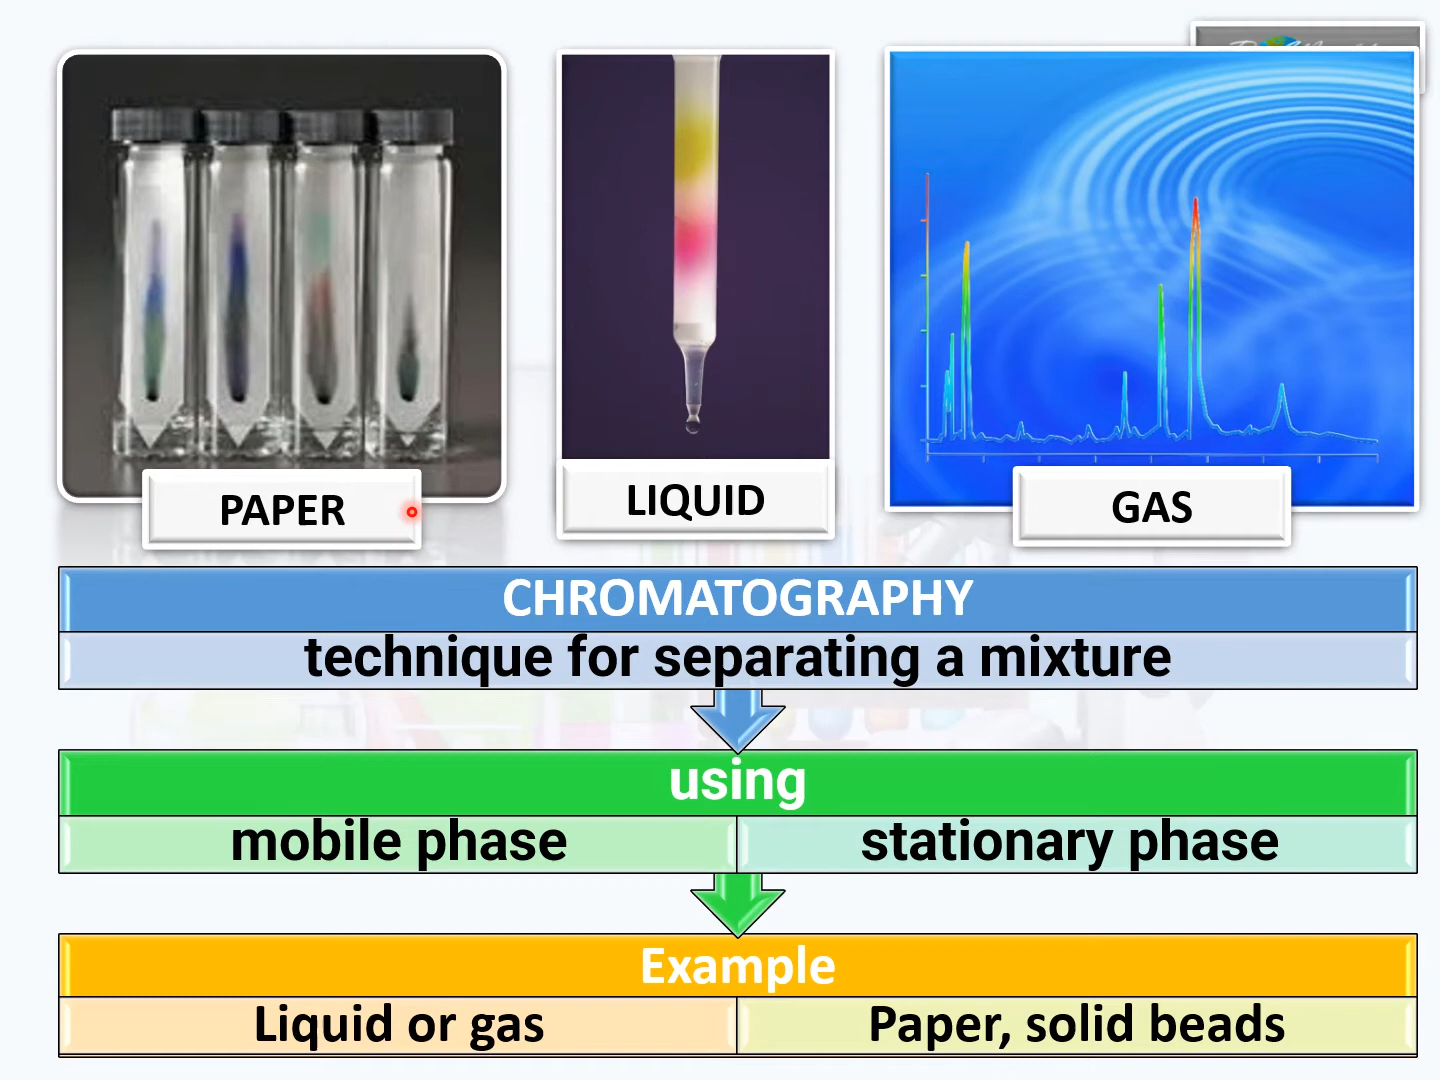 PAPER
LIQUID
GAS
CHROMATOGRAPHY
technique for separating a mixture
using
mobile phase
stationary phase
Example
Liquid or gas
Paper, solid beads